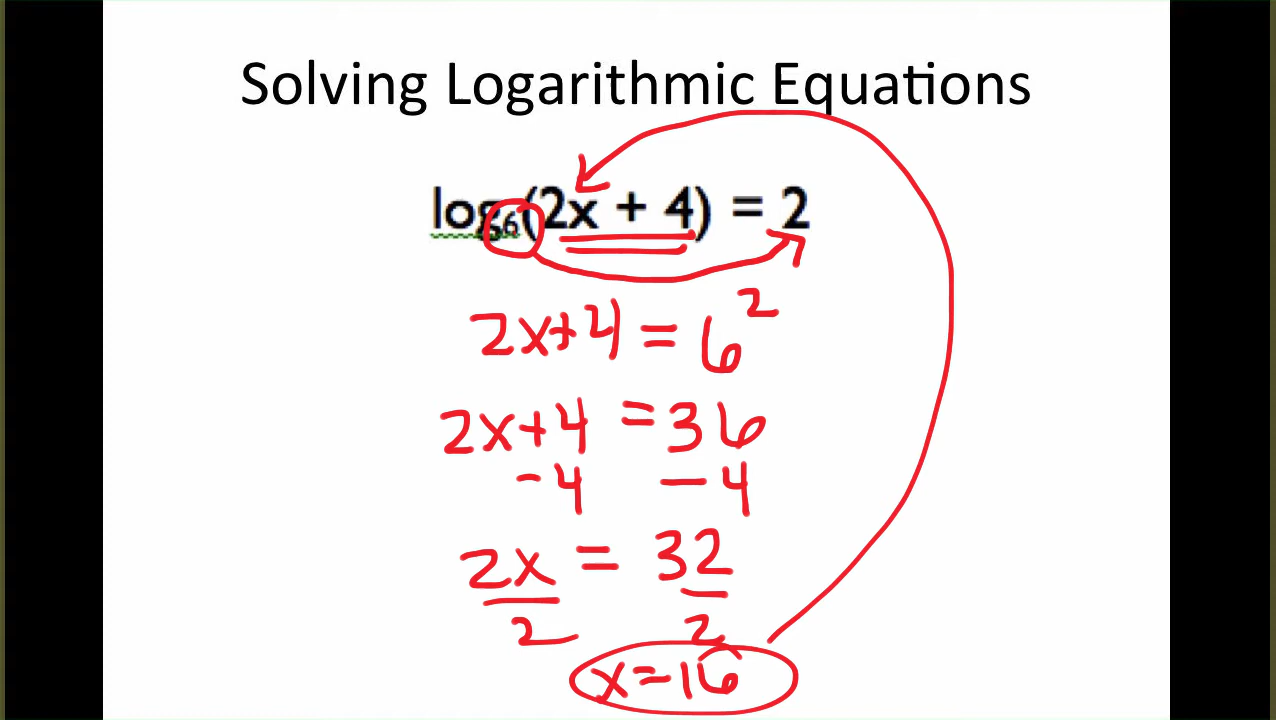 Solving Logarithmic Equations
log₆(2x + 4) = 2
2x+4 = 6²
2x+4 = 36
-4 -4
2x = 32
2 2
x=16